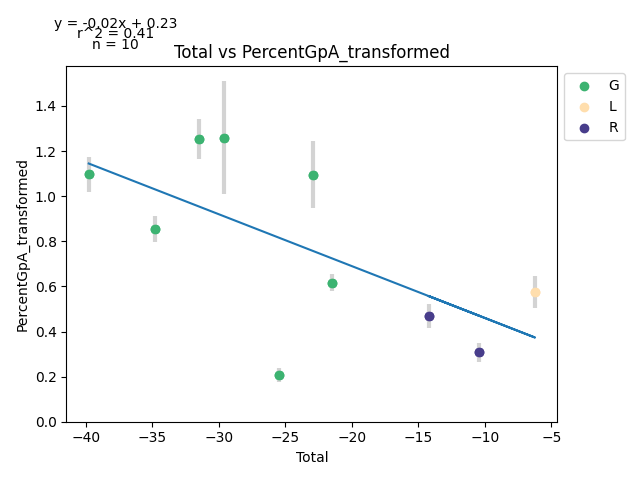 y = -0.02x + 0.23
r^2 = 0.41
n = 10
Total vs PercentGpA_transformed
G
L
R
PercentGpA_transformed
1.4
1.2
1.0
0.8
0.6
0.4
0.2
0.0
−40 −35 −30 −25 −20 −15 −10 −5
Total